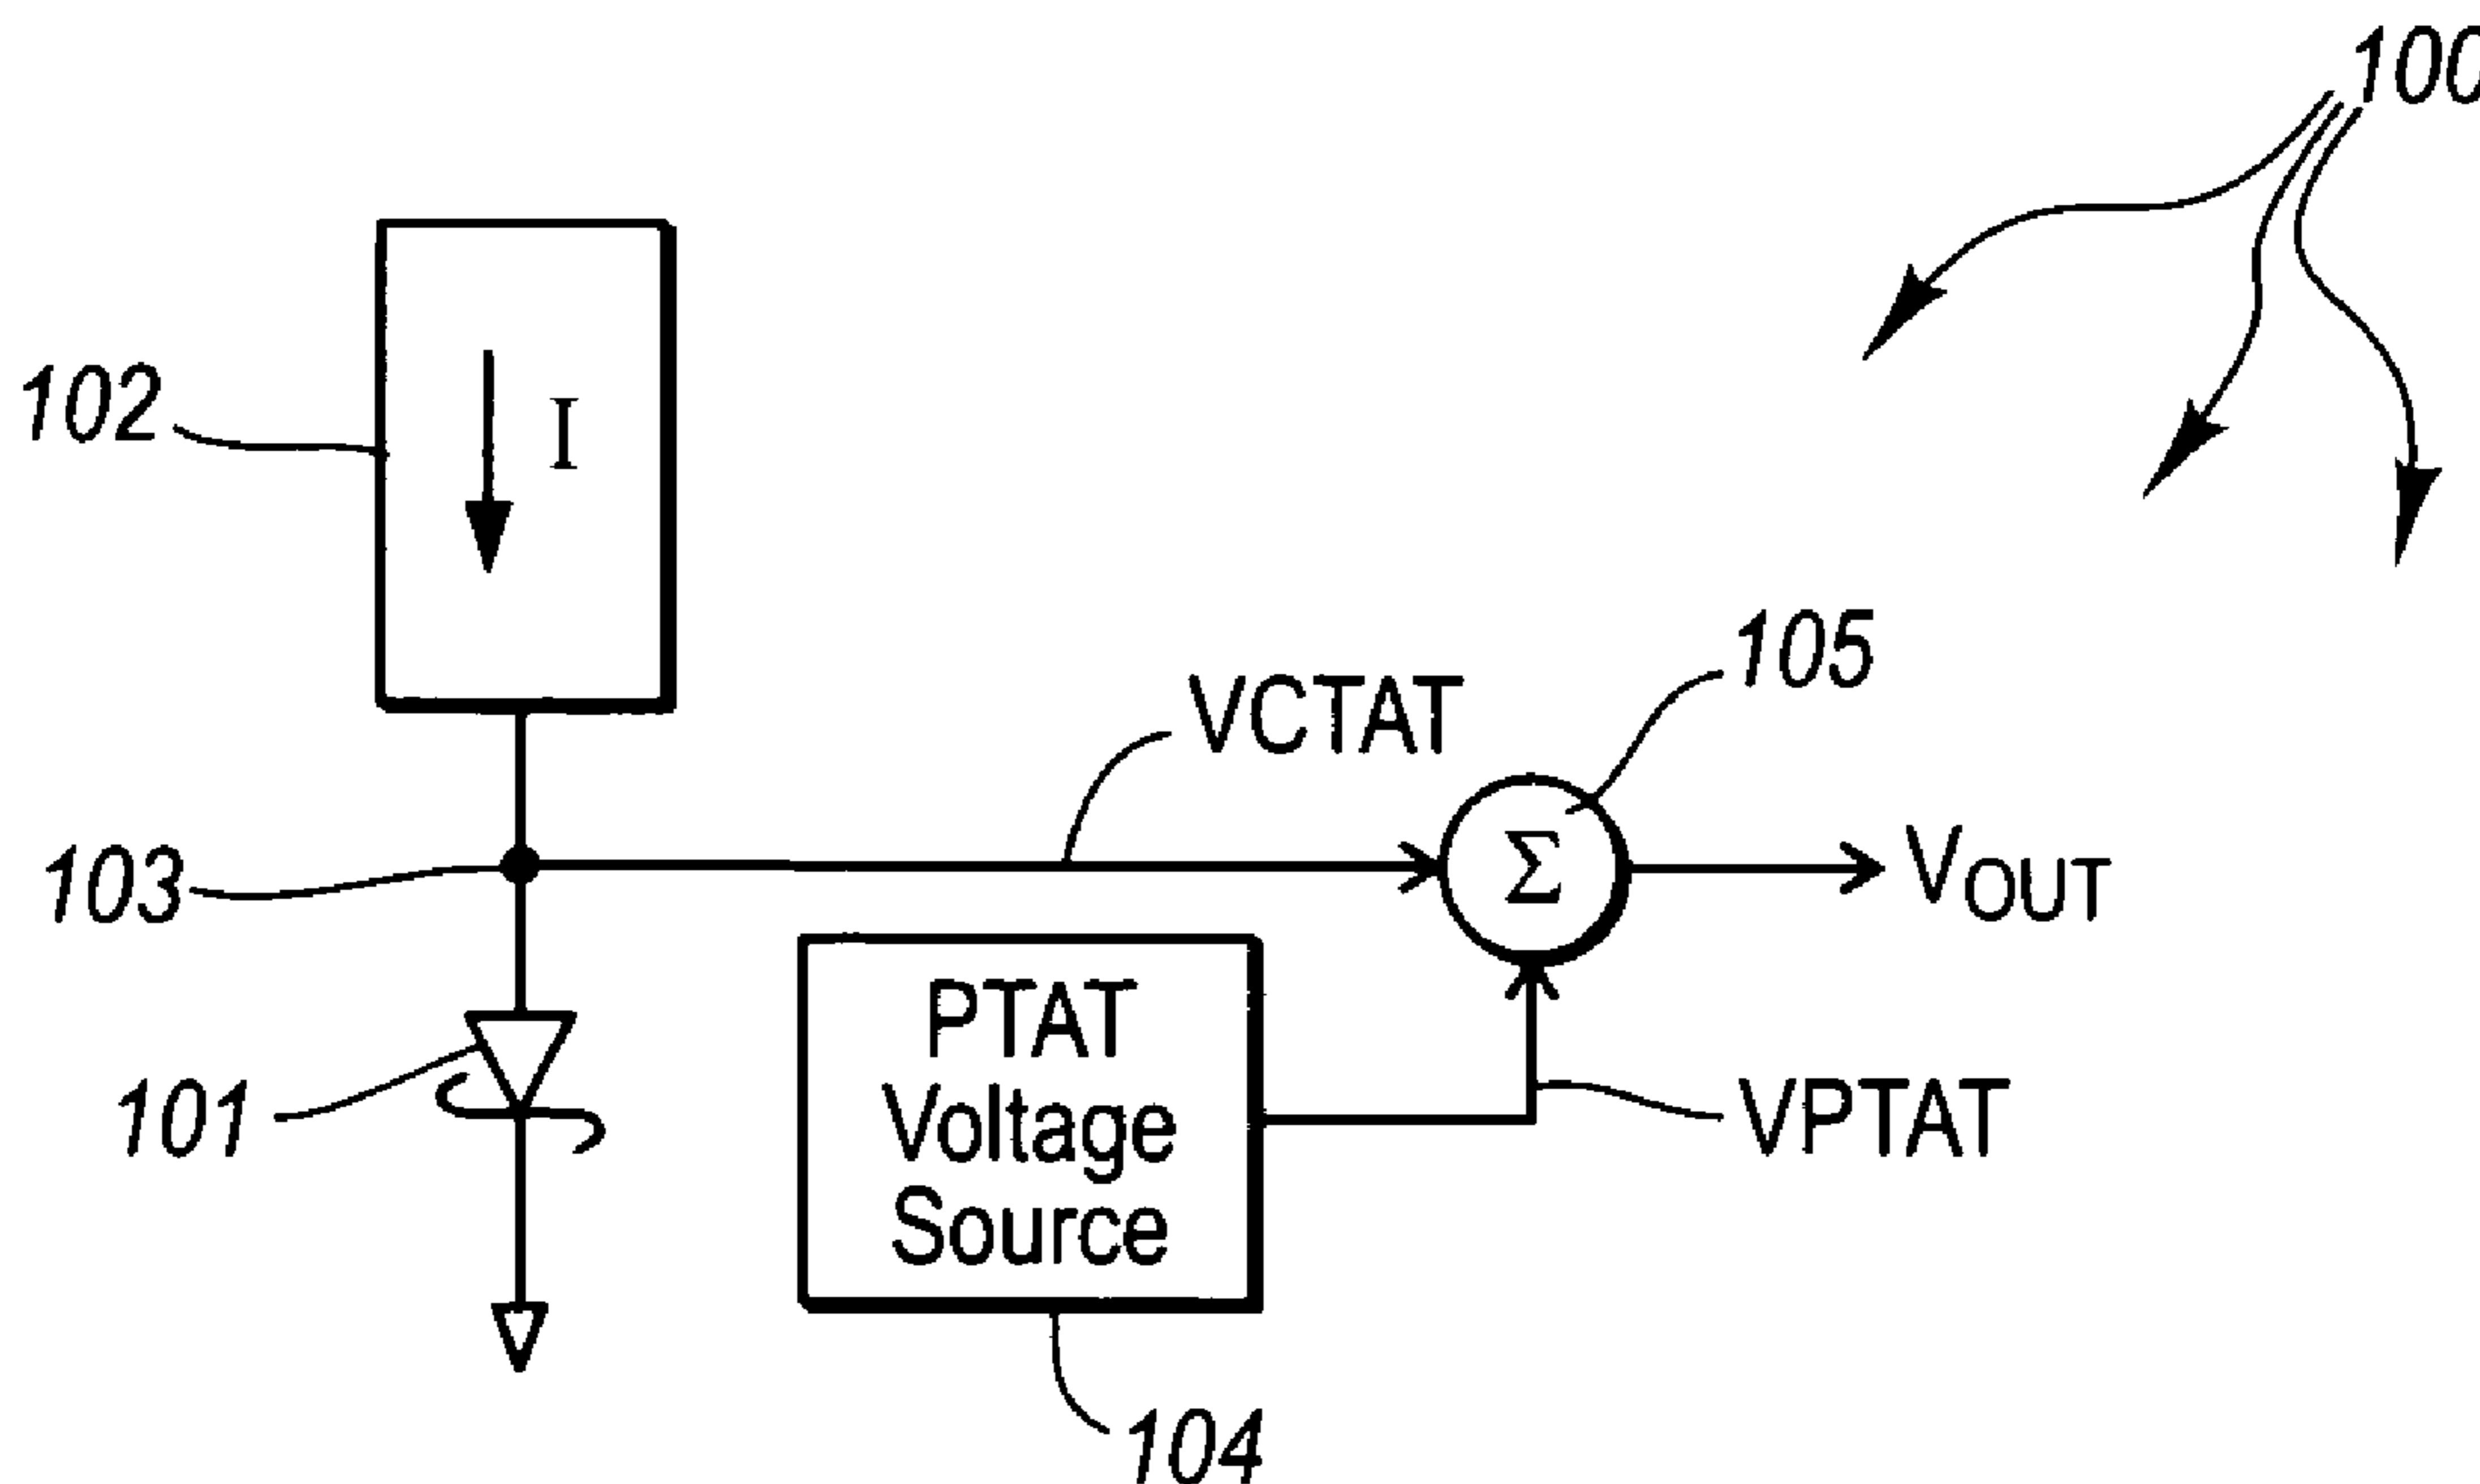 100
102
I
105
VCTAT
103
Σ
VOUT
PTAT
Voltage
Source
101
VPTAT
104